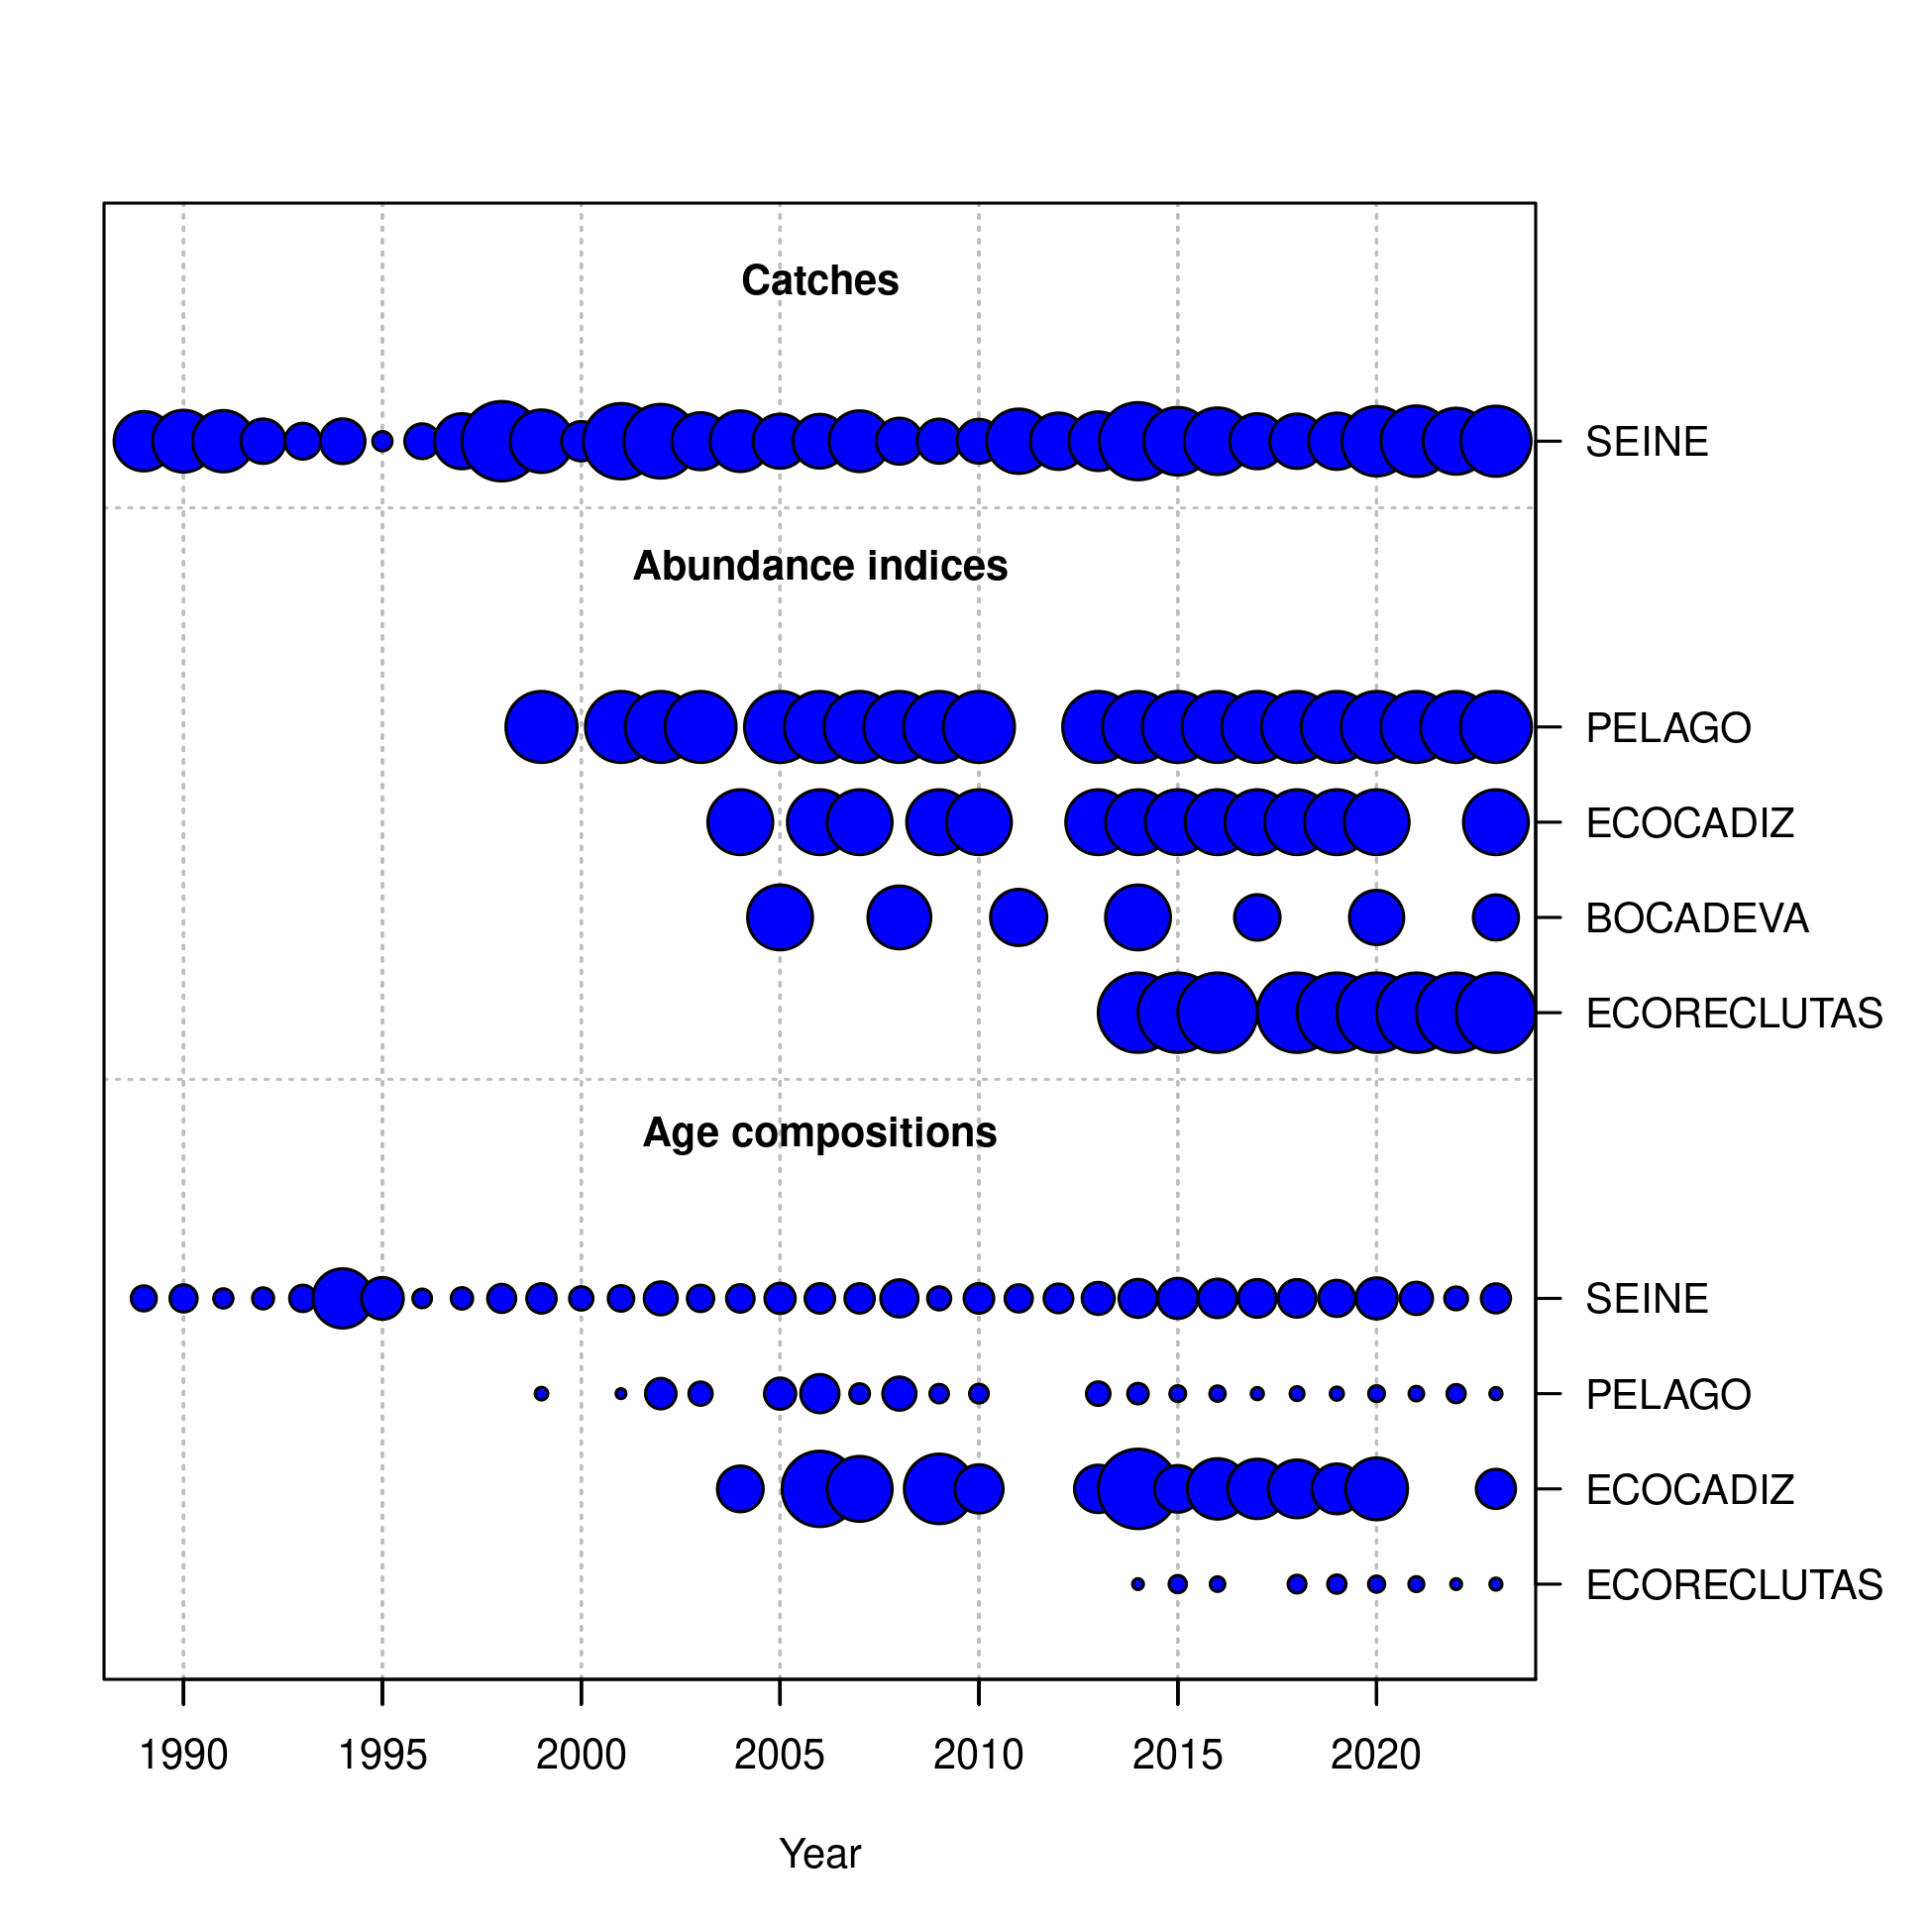 Catches
SEINE
Abundance indices
PELAGO
ECOCADIZ
BOCADEVA
ECORECLUTAS
Age compositions
SEINE
PELAGO
ECOCADIZ
ECORECLUTAS
1990 1995 2000 2005 2010 2015 2020
Year